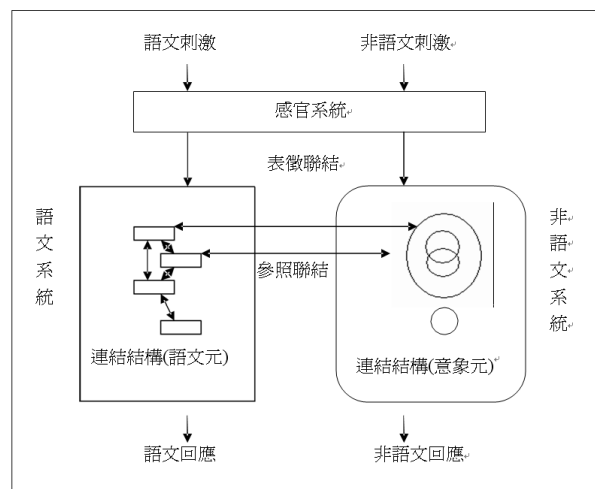 語文刺激 非語文刺激
感官系統
表徵聯結
語文系統
非語文系統
參照聯結
連結結構(語文元)
連結結構(意象元)
語文回應 非語文回應